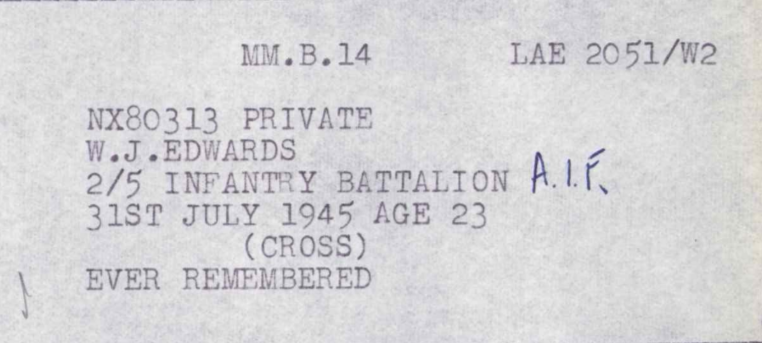 MM.B.14 LAE 2051/W2
NX80313 PRIVATE
W.J.EDWARDS
2/5 INFANTRY BATTALION A.I.F.
31ST JULY 1945 AGE 23
(CROSS)
EVER REMEMBERED